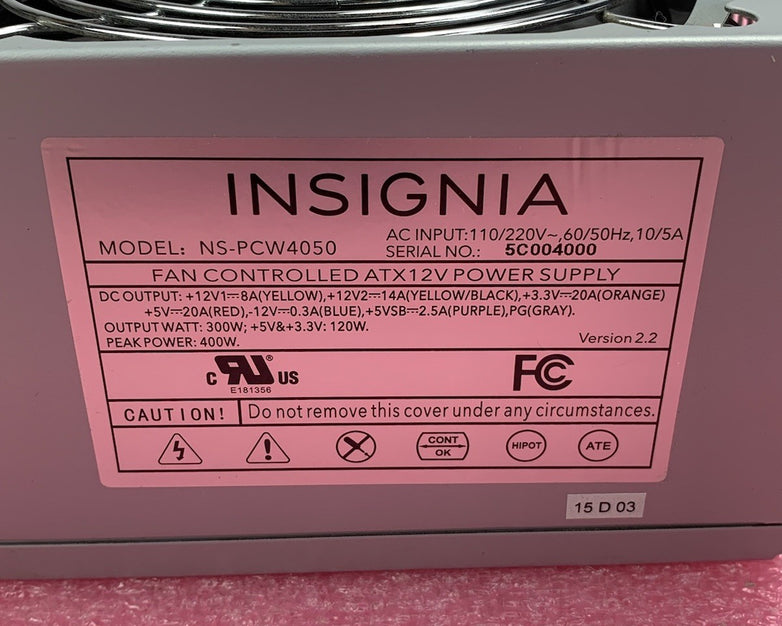 INSIGNIA
MODEL: NS-PCW4050
AC INPUT:110/220V~,60/50Hz,10/5A
SERIAL NO.: 5C004000
FAN CONTROLLED ATX12V POWER SUPPLY
DC OUTPUT: +12V1⎓8A(YELLOW),+12V2⎓14A(YELLOW/BLACK),+3.3V⎓20A(ORANGE)
+5V⎓20A(RED),-12V⎓0.3A(BLUE),+5VSB⎓2.5A(PURPLE),PG(GRAY).
OUTPUT WATT: 300W; +5V&+3.3V: 120W.
PEAK POWER: 400W.
Version 2.2
c RU® US
E181356
FC
CAUTION! Do not remove this cover under any circumstances.
CONT
OK
HIPOT
ATE
15 D 03